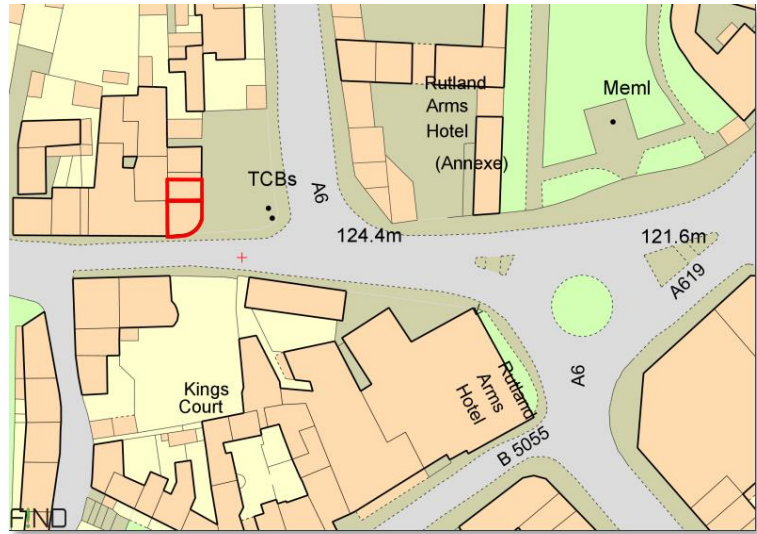 Rutland
Arms
Hotel
(Annexe)
Meml
TCBs
A6
124.4m
121.6m
A619
Kings
Court
Rutland
Arms
Hotel
A6
B 5055
F!ND